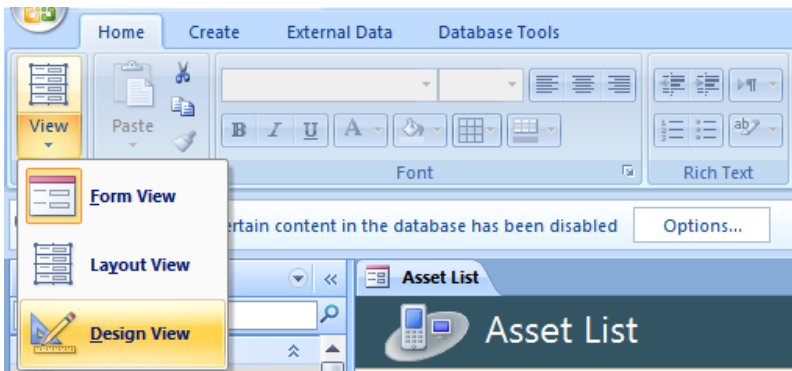 Home Create External Data Database Tools
View Paste
B I U A ab
Font Rich Text
Form View
ertain content in the database has been disabled Options...
Layout View
Asset List
Design View
Asset List